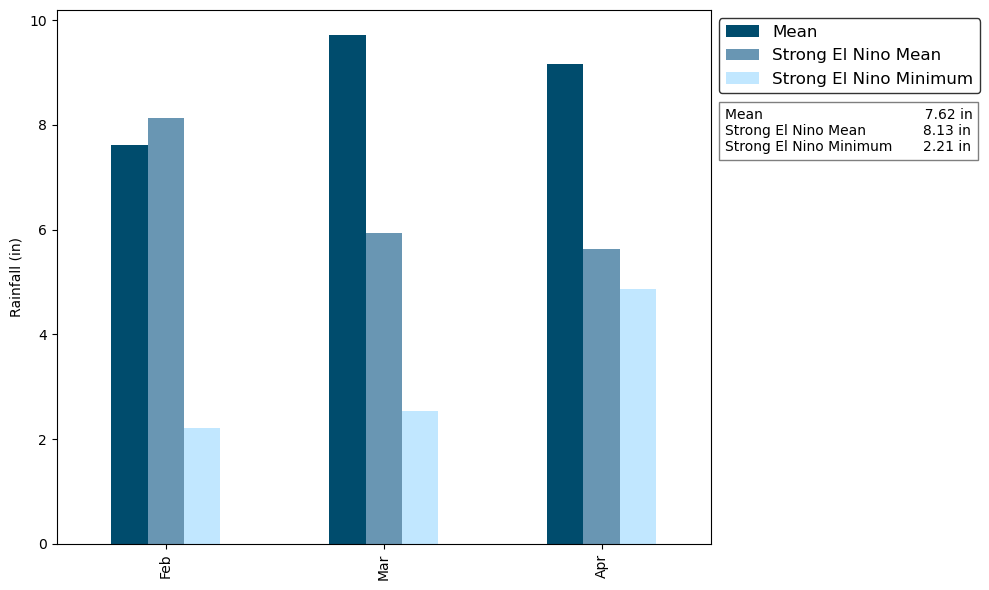 10
8
6
4
2
0
Rainfall (in)
Feb
Mar
Apr
Mean
Strong El Nino Mean
Strong El Nino Minimum
Mean 7.62 in
Strong El Nino Mean 8.13 in
Strong El Nino Minimum 2.21 in